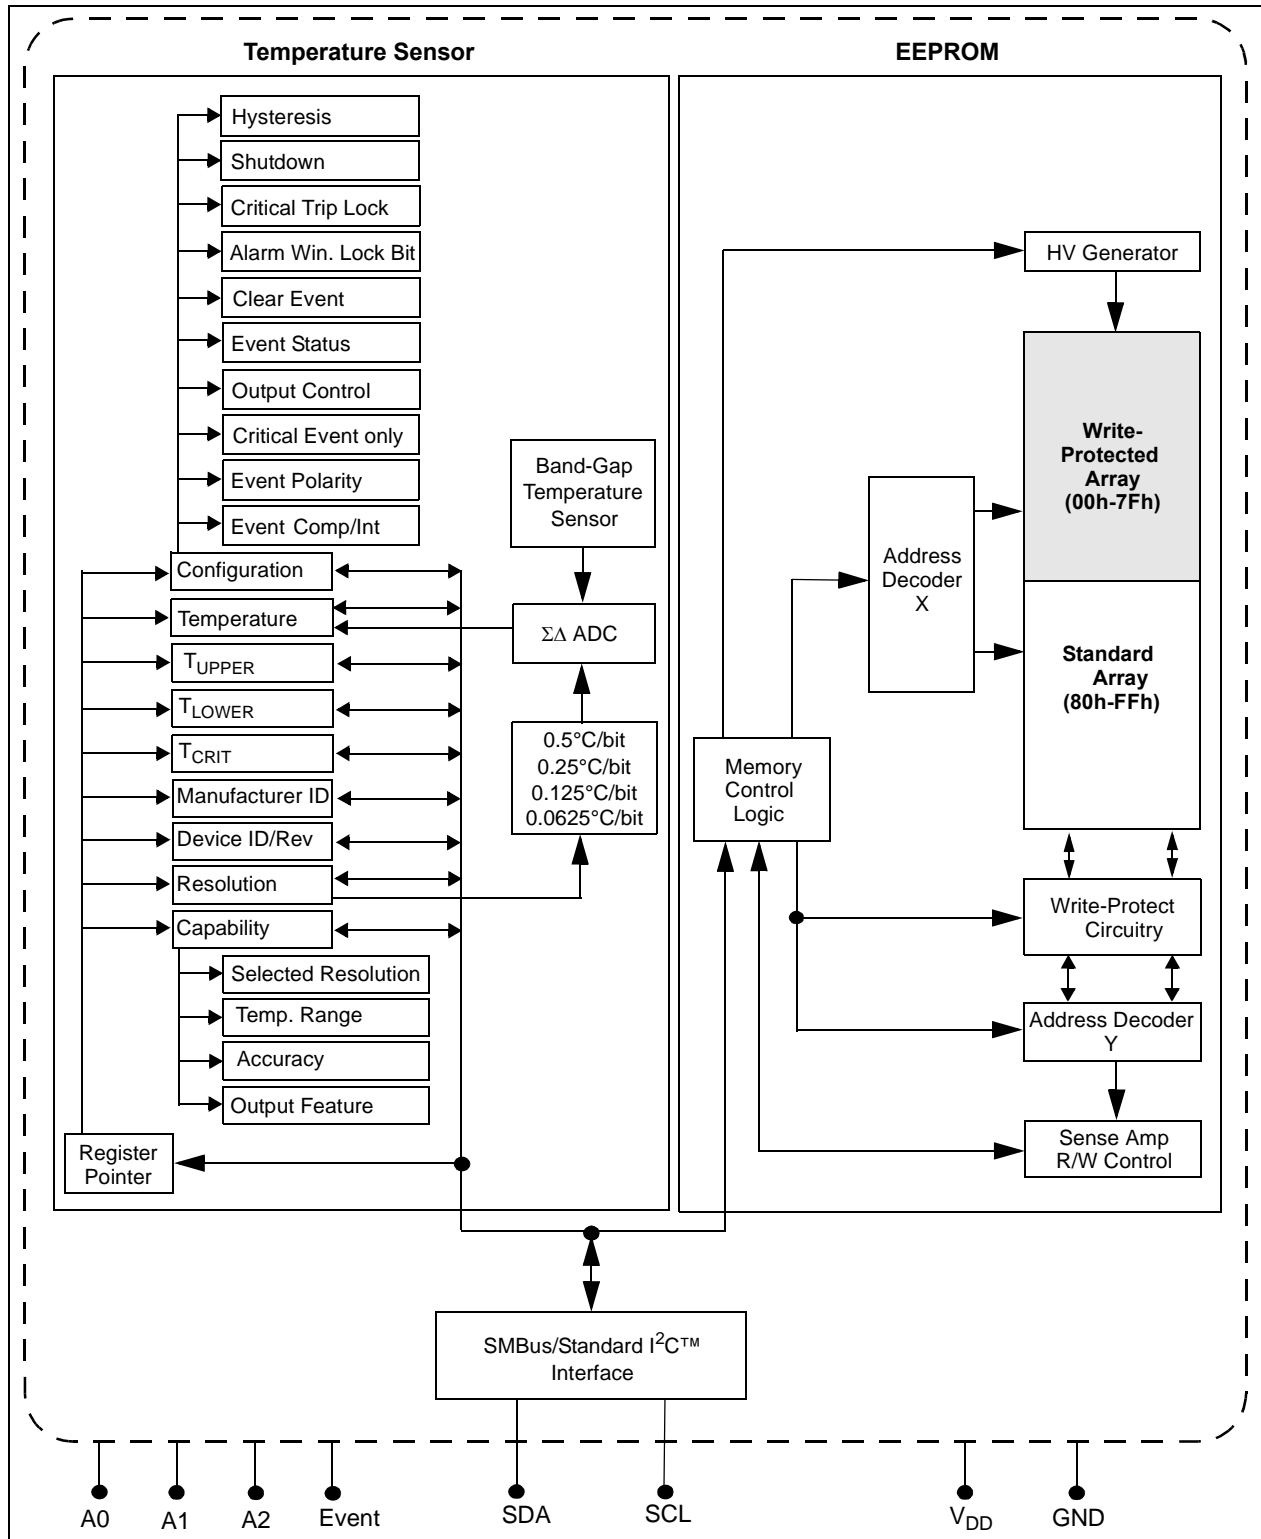 Temperature Sensor
EEPROM
Hysteresis
Shutdown
Critical Trip Lock
Alarm Win. Lock Bit
Clear Event
Event Status
Output Control
Critical Event only
Event Polarity
Event Comp/Int
Configuration
Temperature
TUPPER
TLOWER
TCRIT
Manufacturer ID
Device ID/Rev
Resolution
Capability
Selected Resolution
Temp. Range
Accuracy
Output Feature
Register
Pointer
Band-Gap
Temperature
Sensor
ΣΔ ADC
0.5°C/bit
0.25°C/bit
0.125°C/bit
0.0625°C/bit
HV Generator
Write-
Protected
Array
(00h-7Fh)
Address
Decoder
X
Standard
Array
(80h-FFh)
Memory
Control
Logic
Write-Protect
Circuitry
Address Decoder
Y
Sense Amp
R/W Control
SMBus/Standard I²C™
Interface
A0
A1
A2
Event
SDA
SCL
VDD
GND